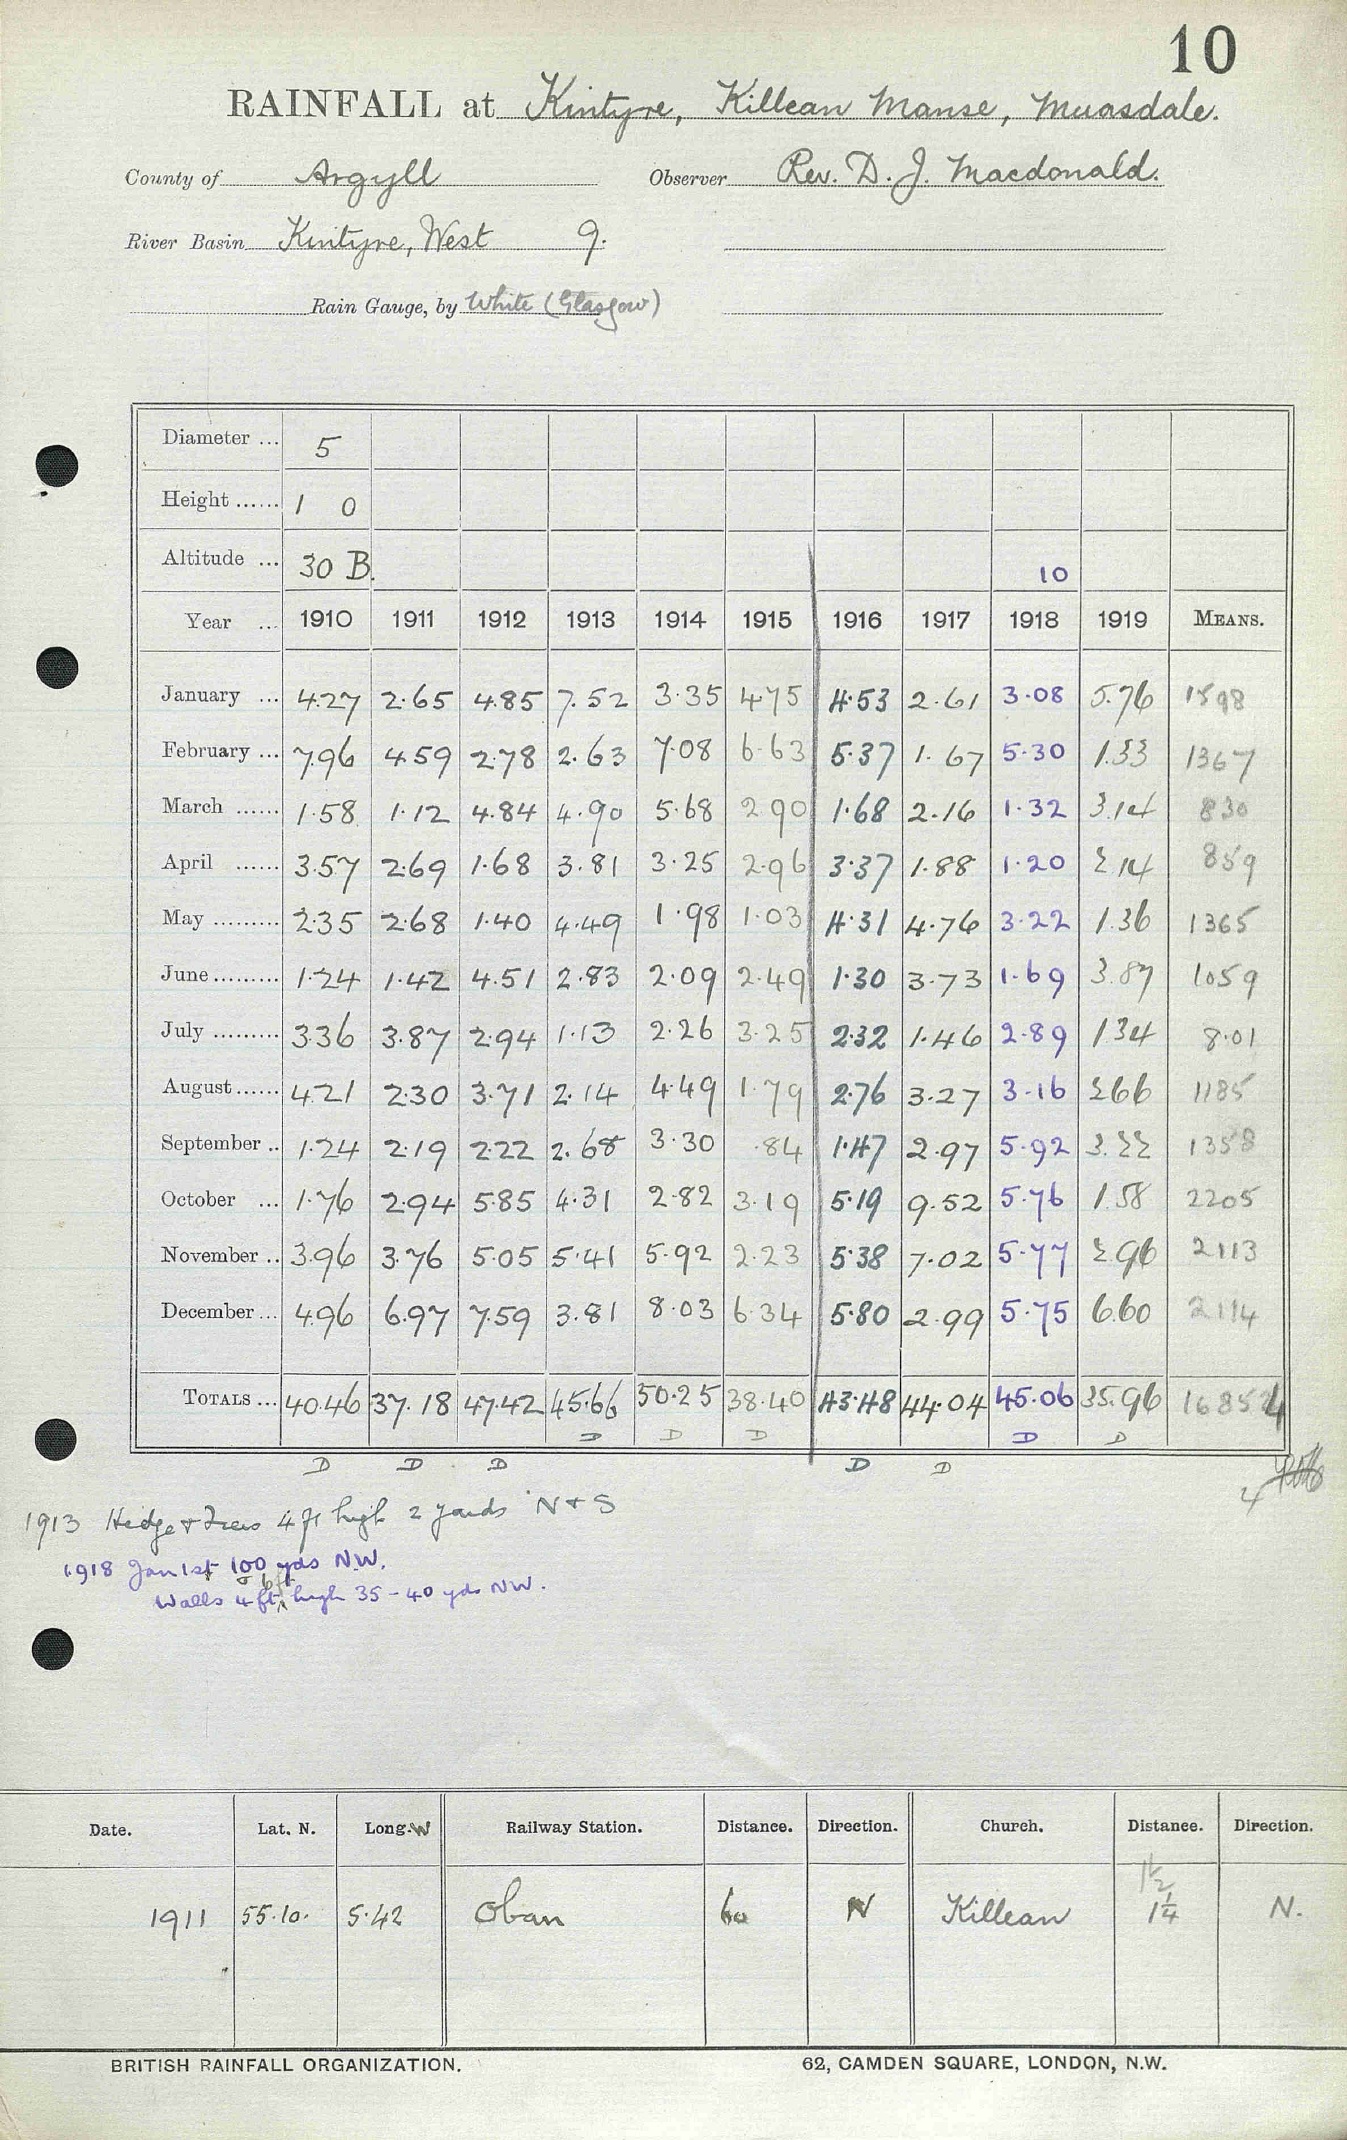 10
RAINFALL at Kintyre, Killean Manse, Muasdale.
County of Argyll Observer Rev. D. J. Macdonald.
River Basin Kintyre, West 9.
Rain Gauge, by White (Glasgow)
Diameter ... 5
Height ...... 1 0
Altitude ... 30 B. 10
Year ... 1910 1911 1912 1913 1914 1915 1916 1917 1918 1919 MEANS.
January ... 4.27 2.65 4.85 7.52 3.35 4.75 4.53 2.61 3.08 5.76 1598
February ... 7.96 4.59 2.78 2.63 7.08 6.63 5.37 1.67 5.30 1.33 1367
March ...... 1.58 1.12 4.84 4.90 5.68 2.90 1.68 2.16 1.32 3.14 830
April ...... 3.57 2.69 1.68 3.81 3.25 2.96 3.37 1.88 1.20 2.14 859
May ......... 2.35 2.68 1.40 4.49 1.98 1.03 4.31 4.76 3.22 1.36 1365
June ......... 1.24 1.42 4.51 2.83 2.09 2.49 1.30 3.73 1.69 3.87 1059
July ......... 3.36 3.87 2.94 1.13 2.26 3.25 2.32 1.46 2.89 1.34 8.01
August ...... 4.21 2.30 3.71 2.14 4.49 1.79 2.76 3.27 3.16 2.66 1185
September .. 1.24 2.19 2.22 2.68 3.30 .84 1.47 2.97 5.92 3.22 1358
October ... 1.76 2.94 5.85 4.31 2.82 3.19 5.19 9.52 5.76 1.58 2205
November .. 3.96 3.76 5.05 5.41 5.92 2.23 5.38 7.02 5.77 2.96 2113
December ... 4.96 6.97 7.59 3.81 8.03 6.34 5.80 2.99 5.75 6.60 2114
TOTALS ... 40.46 37.18 47.42 45.66 50.25 38.40 43.48 44.04 45.06 35.96 16854
D D D D D
D D D D D
4
1913 Hedge & Trees 4 ft high 2 yards N & S
1918 Jan 1st 100 yds N.W.
Walls 4 ft high 35 - 40 yds NW.
Date. Lat. N. Long. W Railway Station. Distance. Direction. Church. Distance. Direction.
1½
1911 55.10. 5.42 Oban 60 N Killean 1¼ N.
BRITISH RAINFALL ORGANIZATION. 62, CAMDEN SQUARE, LONDON, N.W.